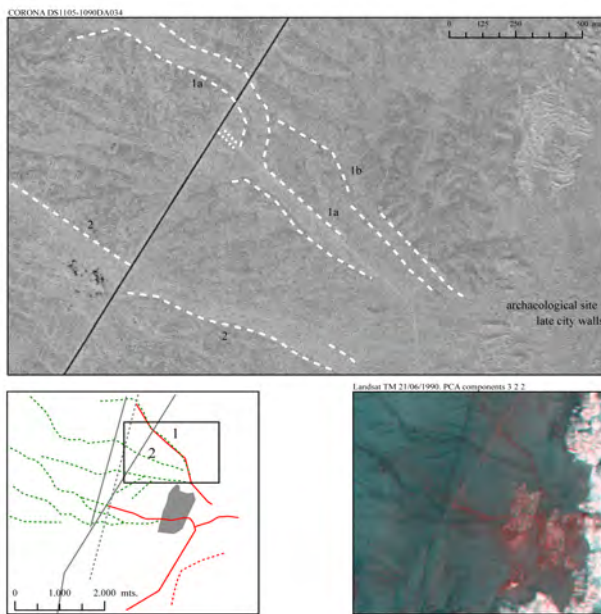 CORONA DS1105-1090DA034
0 125 250 500 mts.
1a
1b
1a
2
2
archaeological site
late city walls
Landsat TM 21/06/1990. PCA components 3 2 2
1
2
0 1.000 2.000 mts.